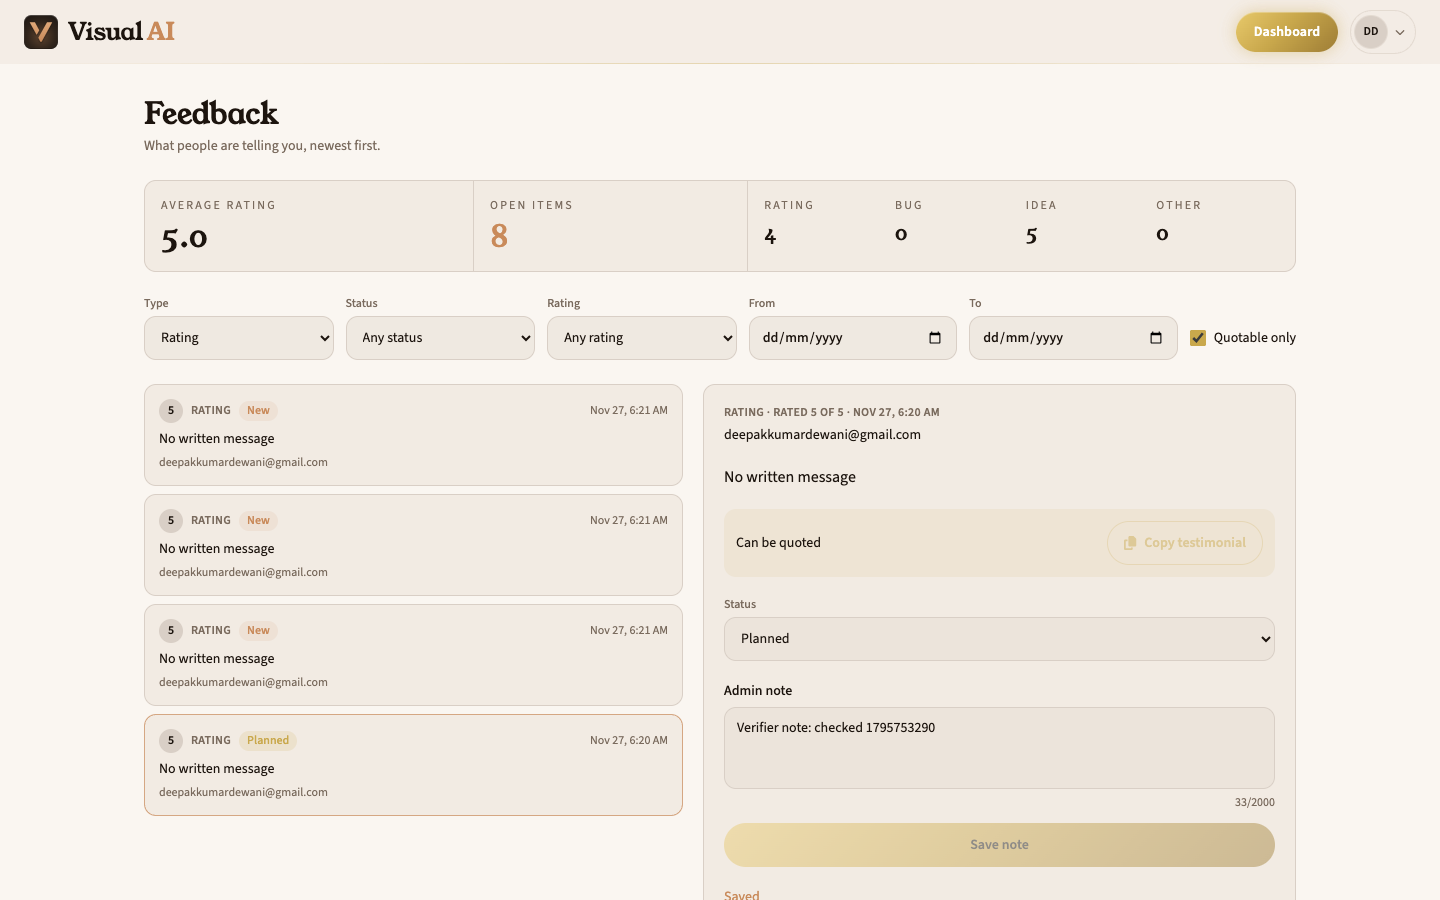 Visual AI
Dashboard
DD
Feedback
What people are telling you, newest first.
AVERAGE RATING
5.0
OPEN ITEMS
8
RATING
4
BUG
0
IDEA
5
OTHER
0
Type
Rating
Status
Any status
Rating
Any rating
From
dd/mm/yyyy
To
dd/mm/yyyy
Quotable only
5 RATING New Nov 27, 6:21 AM
No written message
deepakkumardewani@gmail.com
5 RATING New Nov 27, 6:21 AM
No written message
deepakkumardewani@gmail.com
5 RATING New Nov 27, 6:21 AM
No written message
deepakkumardewani@gmail.com
5 RATING Planned Nov 27, 6:20 AM
No written message
deepakkumardewani@gmail.com
RATING · RATED 5 OF 5 · NOV 27, 6:20 AM
deepakkumardewani@gmail.com
No written message
Can be quoted
Copy testimonial
Status
Planned
Admin note
Verifier note: checked 1795753290
33/2000
Save note
Saved